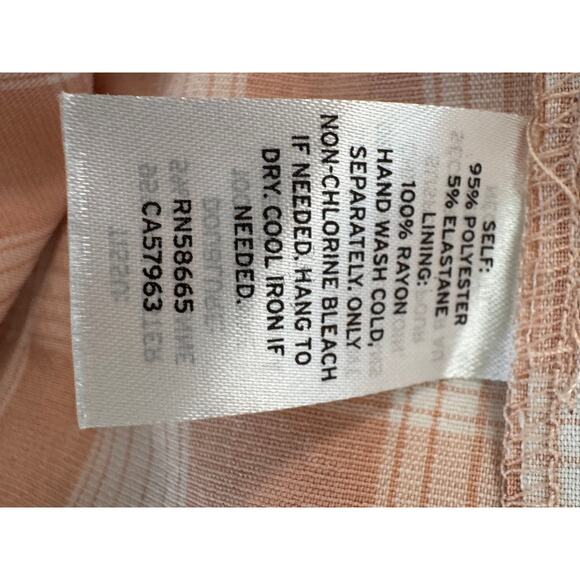 SELF:
95% POLYESTER
5% ELASTANE
LINING:
100% RAYON
HAND WASH COLD,
SEPARATELY. ONLY
NON-CHLORINE BLEACH
IF NEEDED. HANG TO
DRY. COOL IRON IF
NEEDED.
RN58665
CA57963